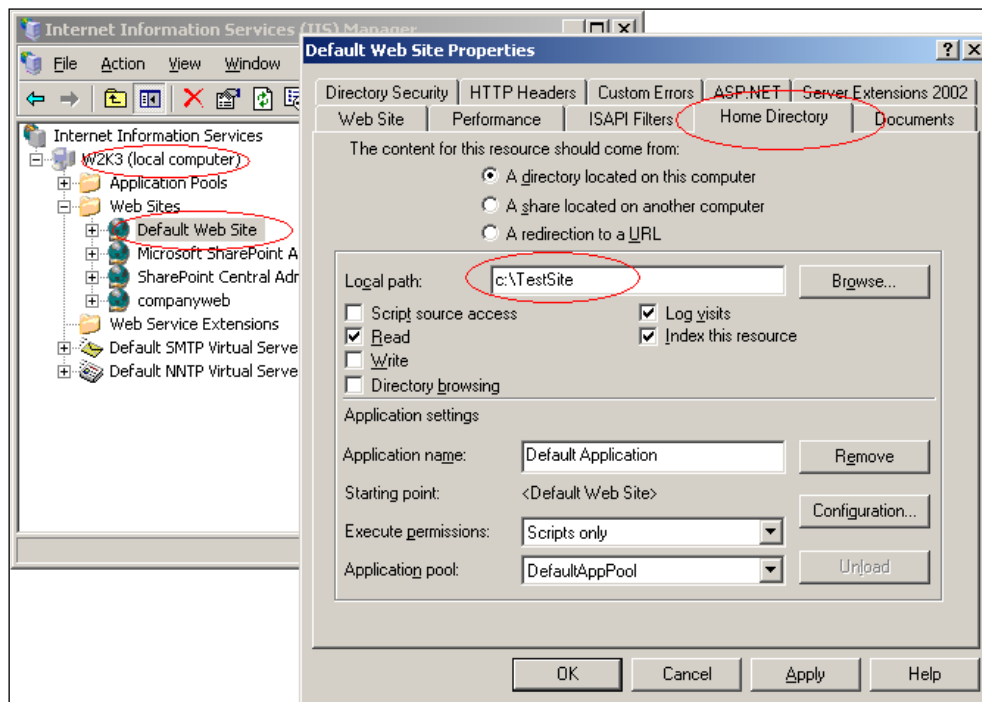 Internet Information Services (IIS) Manager
File Action View Window
Internet Information Services
W2K3 (local computer)
Application Pools
Web Sites
Default Web Site
Microsoft SharePoint A
SharePoint Central Adr
companyweb
Web Service Extensions
Default SMTP Virtual Serve
Default NNTP Virtual Serve
Default Web Site Properties
Directory Security HTTP Headers Custom Errors ASP.NET Server Extensions 2002
Web Site Performance ISAPI Filters Home Directory Documents
The content for this resource should come from:
A directory located on this computer
A share located on another computer
A redirection to a URL
Local path: c:\TestSite Browse...
Script source access Log visits
Read Index this resource
Write
Directory browsing
Application settings
Application name: Default Application Remove
Starting point: <Default Web Site>
Configuration...
Execute permissions: Scripts only
Application pool: DefaultAppPool Unload
OK Cancel Apply Help